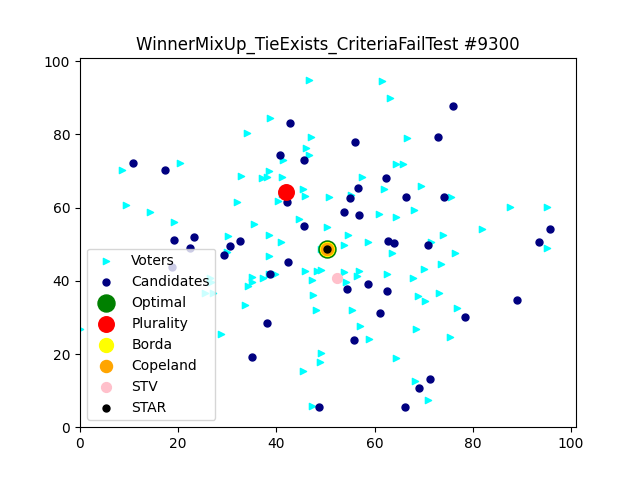 WinnerMixUp_TieExists_CriteriaFailTest #9300
100
80
60
40
20
0
Voters
Candidates
Optimal
Plurality
Borda
Copeland
STV
STAR
0 20 40 60 80 100